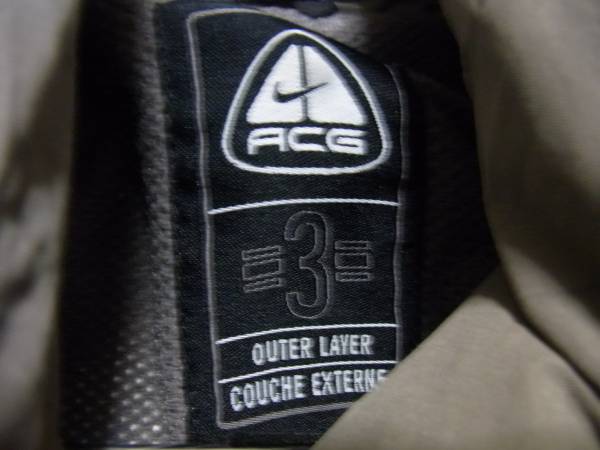 ACG
3
OUTER LAYER
COUCHE EXTERNE